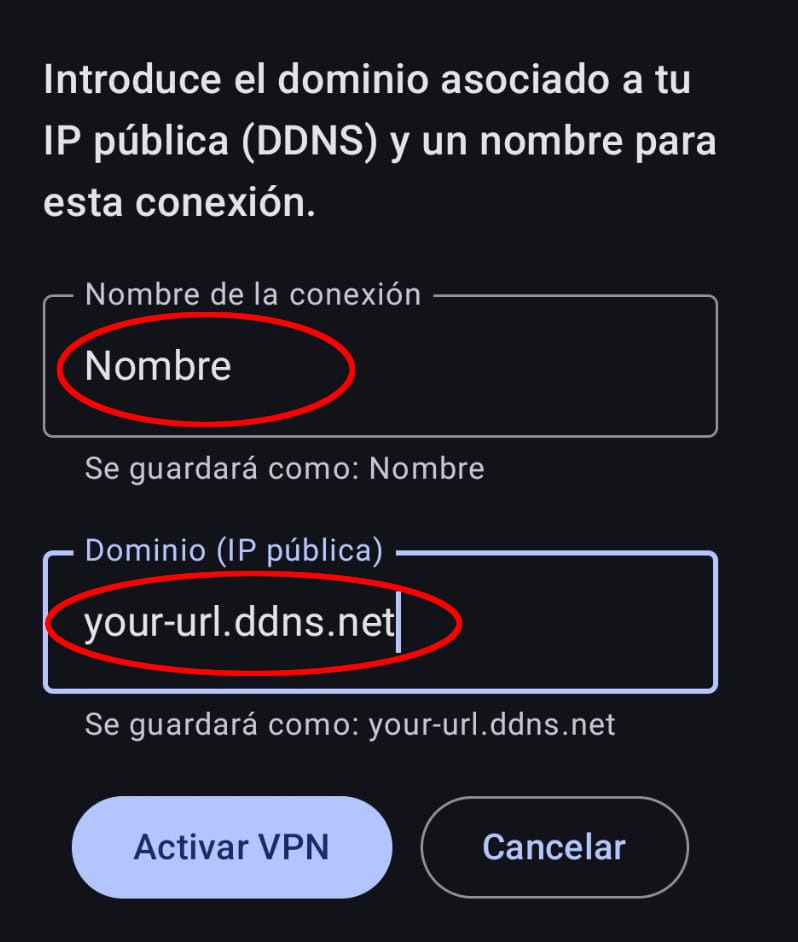 Introduce el dominio asociado a tu
IP pública (DDNS) y un nombre para
esta conexión.
Nombre de la conexión
Nombre
Se guardará como: Nombre
Dominio (IP pública)
your-url.ddns.net
Se guardará como: your-url.ddns.net
Activar VPN
Cancelar